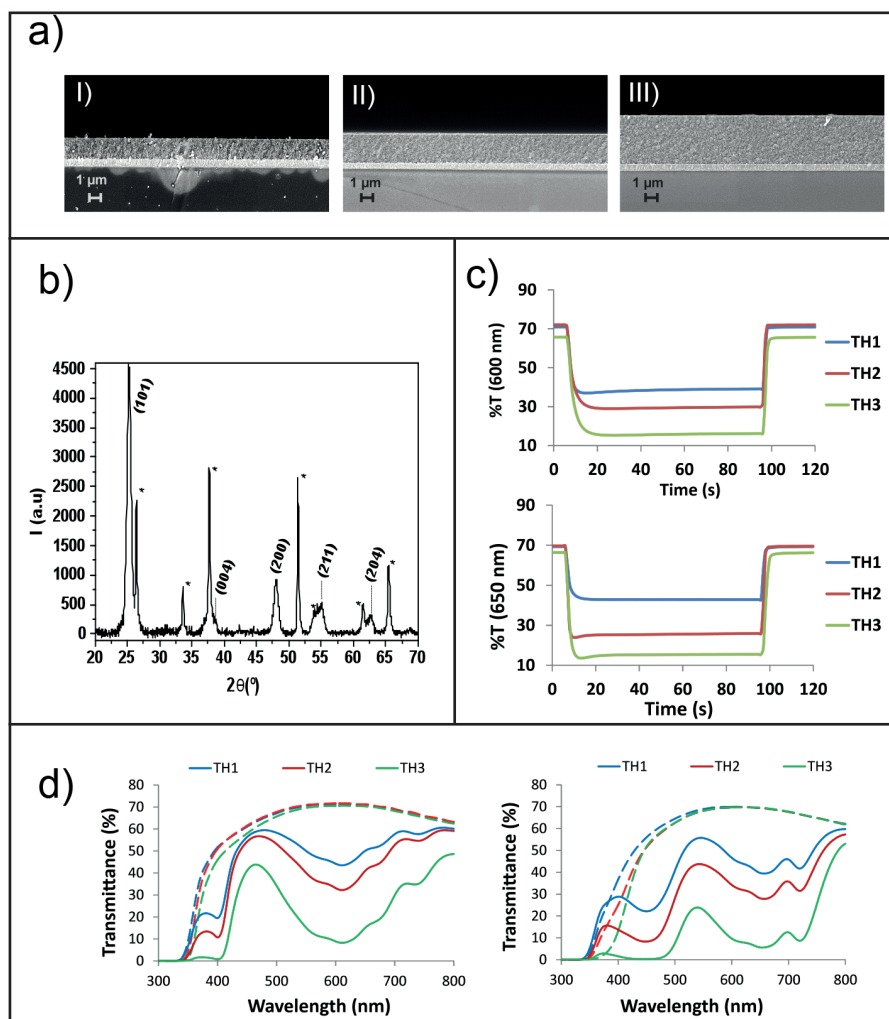 a)
I)
II)
III)
1 µm
1 µm
1 µm
b)
I (a.u)
4500
4000
3500
3000
2500
2000
1500
1000
500
0
(101)
*
*
*
(004)
(200)
*
(211)
*
(204)
*
20 25 30 35 40 45 50 55 60 65 70
2θ(º)
c)
%T (600 nm)
90
70
50
30
10
0 20 40 60 80 100 120
Time (s)
TH1
TH2
TH3
%T (650 nm)
90
70
50
30
10
0 20 40 60 80 100 120
Time (s)
TH1
TH2
TH3
d)
TH1 TH2 TH3
Transmittance (%)
80
70
60
50
40
30
20
10
0
300 400 500 600 700 800
Wavelength (nm)
TH1 TH2 TH3
Transmittance (%)
80
70
60
50
40
30
20
10
0
300 400 500 600 700 800
Wavelength (nm)